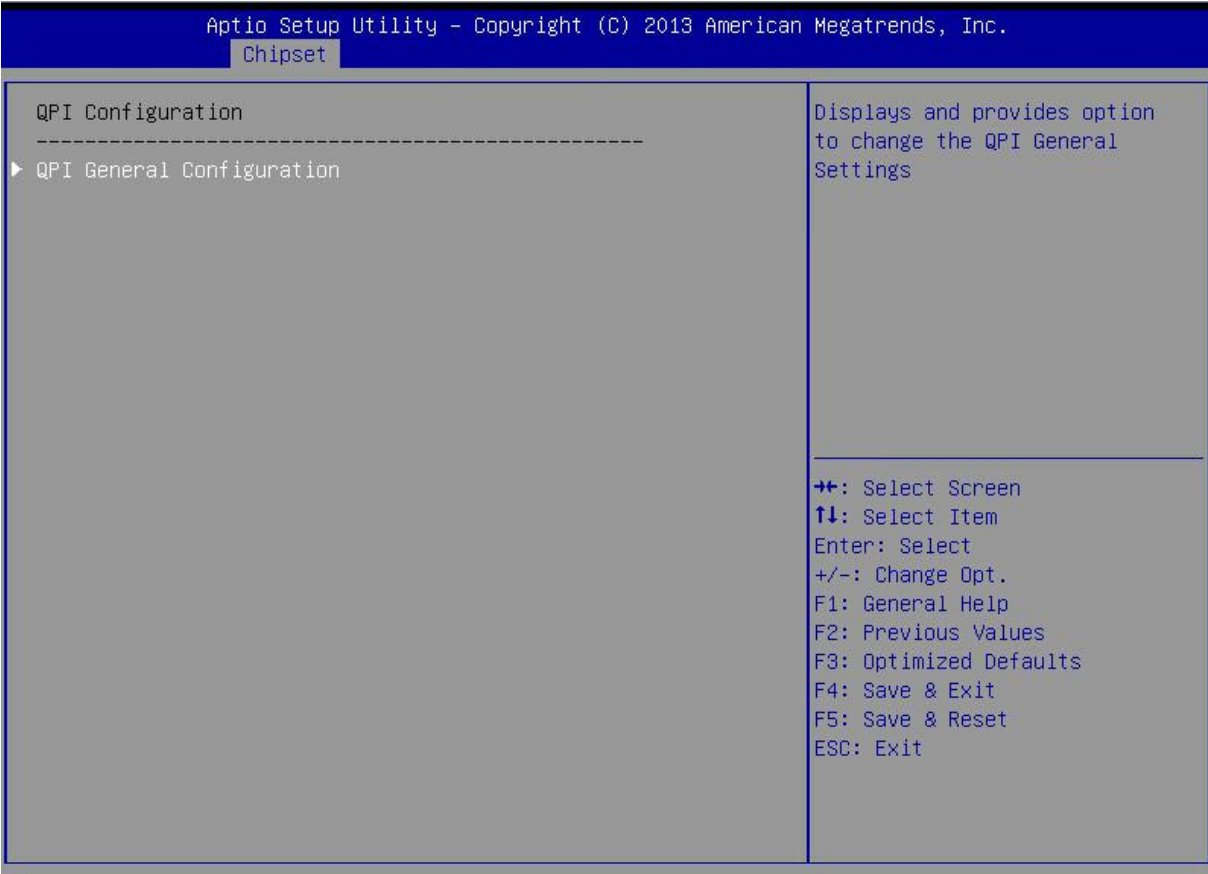 Aptio Setup Utility – Copyright (C) 2013 American Megatrends, Inc.
Chipset
QPI Configuration
--------------------------------------------------
▶ QPI General Configuration
Displays and provides option
to change the QPI General
Settings
→←: Select Screen
↑↓: Select Item
Enter: Select
+/-: Change Opt.
F1: General Help
F2: Previous Values
F3: Optimized Defaults
F4: Save & Exit
F5: Save & Reset
ESC: Exit